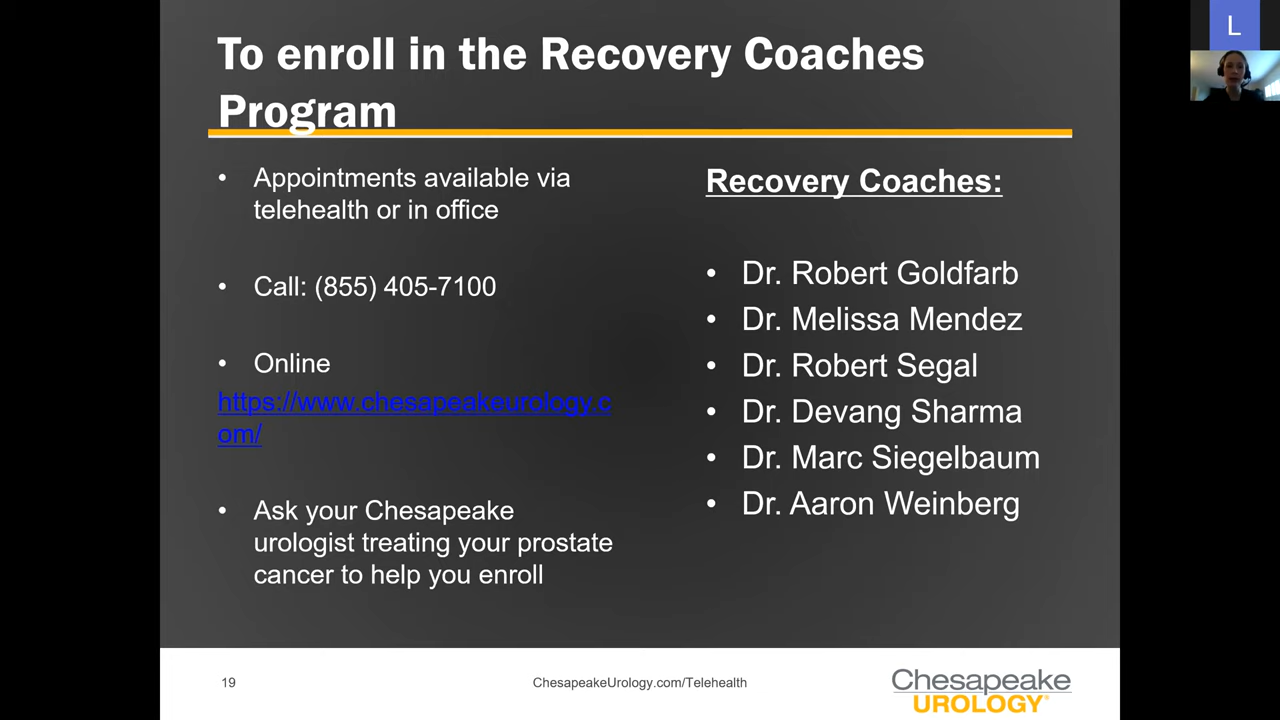 To enroll in the Recovery Coaches
Program
• Appointments available via
telehealth or in office
• Call: (855) 405-7100
• Online
https://www.chesapeakeurology.c
om/
• Ask your Chesapeake
urologist treating your prostate
cancer to help you enroll
Recovery Coaches:
• Dr. Robert Goldfarb
• Dr. Melissa Mendez
• Dr. Robert Segal
• Dr. Devang Sharma
• Dr. Marc Siegelbaum
• Dr. Aaron Weinberg
19
ChesapeakeUrology.com/Telehealth
Chesapeake
UROLOGY®
L